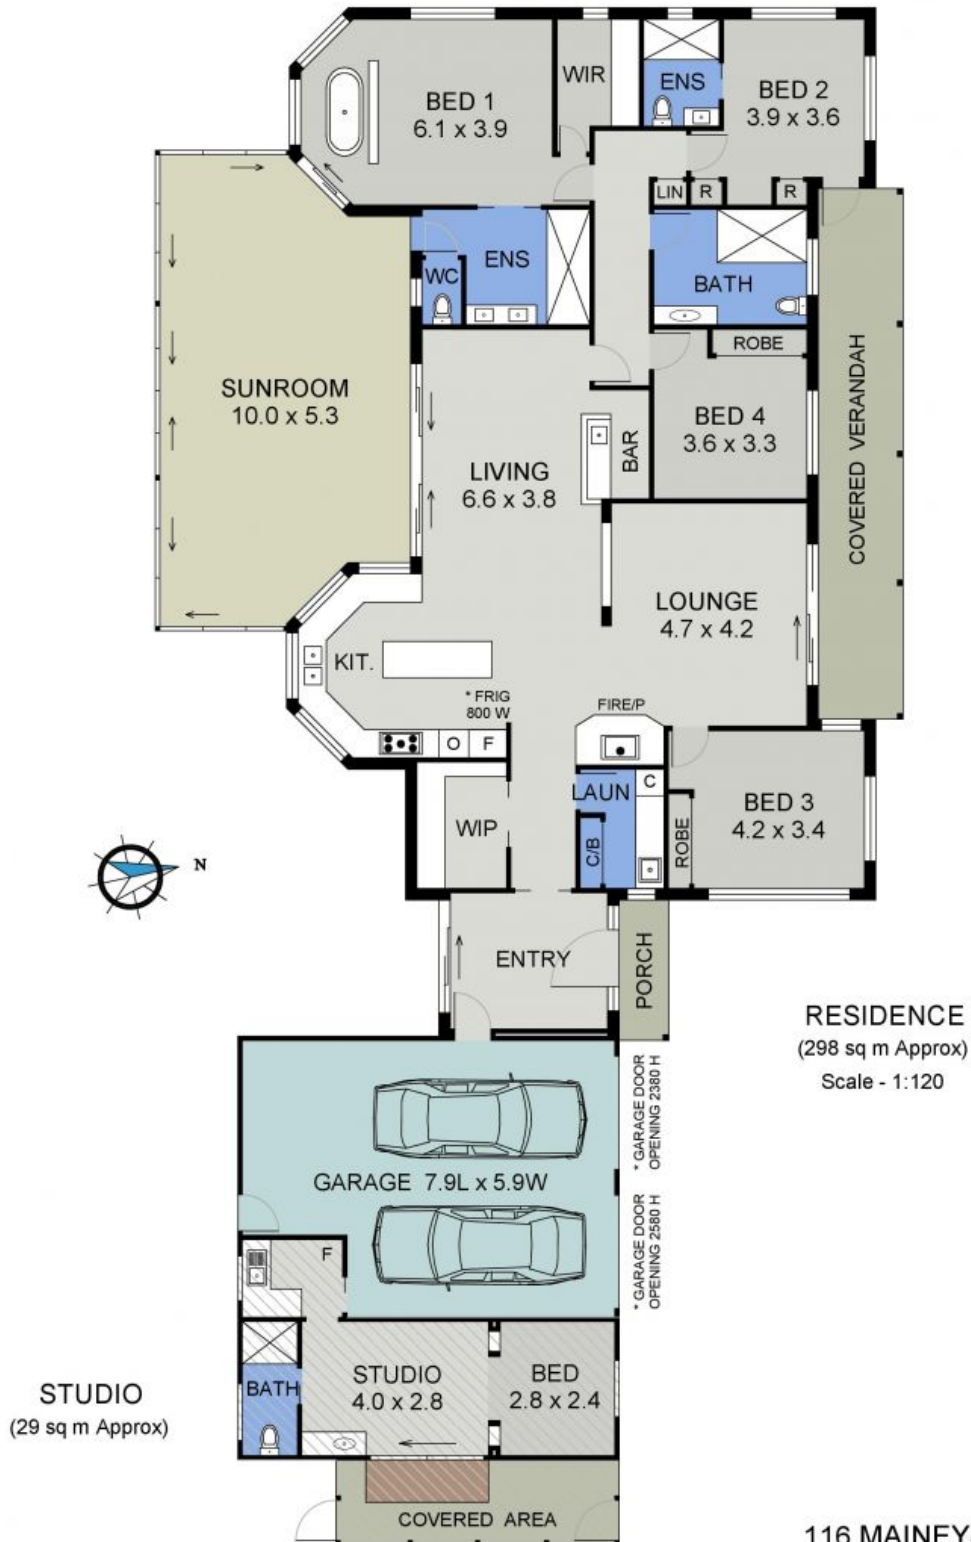 BED 1
6.1 x 3.9
WIR
ENS
BED 2
3.9 x 3.6
LIN
R
R
WC
ENS
BATH
ROBE
SUNROOM
10.0 x 5.3
BED 4
3.6 x 3.3
COVERED VERANDAH
LIVING
6.6 x 3.8
BAR
LOUNGE
4.7 x 4.2
KIT.
* FRIG
800 W
FIRE/P
O
F
LAUN
C
WIP
C/B
ROBE
BED 3
4.2 x 3.4
N
ENTRY
PORCH
RESIDENCE
(298 sq m Approx)
Scale - 1:120
* GARAGE DOOR
OPENING 2380 H
GARAGE 7.9L x 5.9W
* GARAGE DOOR
OPENING 2580 H
F
STUDIO
(29 sq m Approx)
BATH
STUDIO
4.0 x 2.8
BED
2.8 x 2.4
COVERED AREA
116